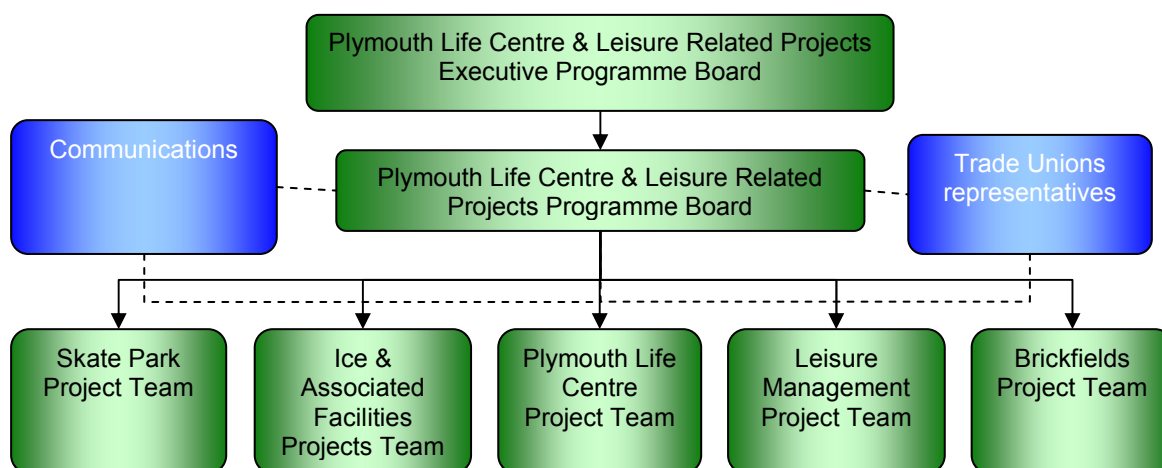 Plymouth Life Centre & Leisure Related Projects
Executive Programme Board
Communications
Plymouth Life Centre & Leisure Related
Projects Programme Board
Trade Unions
representatives
Skate Park
Project Team
Ice &
Associated
Facilities
Projects Team
Plymouth Life
Centre
Project Team
Leisure
Management
Project Team
Brickfields
Project Team